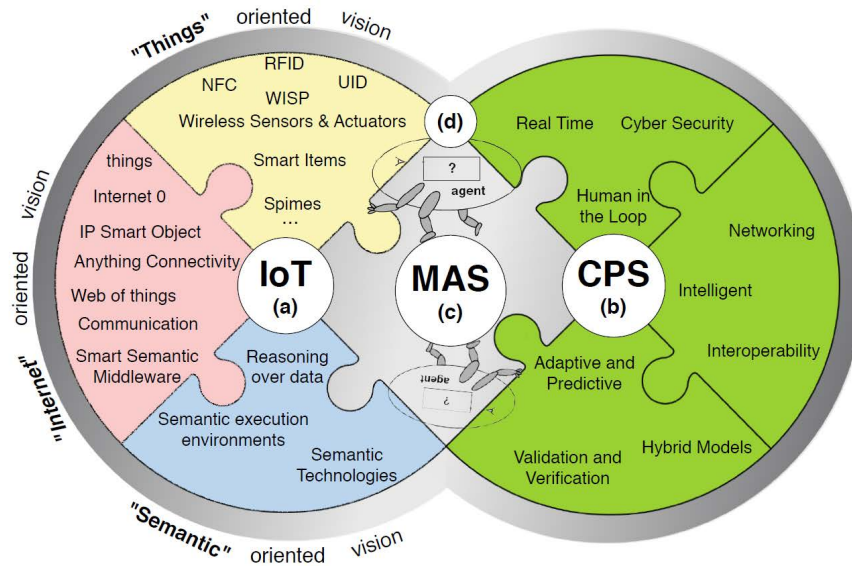 "Things" oriented vision
RFID
NFC
UID
WISP
Wireless Sensors & Actuators
Smart Items
Spimes
...
"Internet" oriented vision
things
Internet 0
IP Smart Object
Anything Connectivity
Web of things
Communication
Smart Semantic
Middleware
"Semantic" oriented vision
Reasoning
over data
Semantic execution
environments
Semantic
Technologies
IoT
(a)
(d)
?
agent
MAS
(c)
agent
?
CPS
(b)
Real Time
Cyber Security
Human in
the Loop
Networking
Intelligent
Interoperability
Adaptive and
Predictive
Hybrid Models
Validation and
Verification